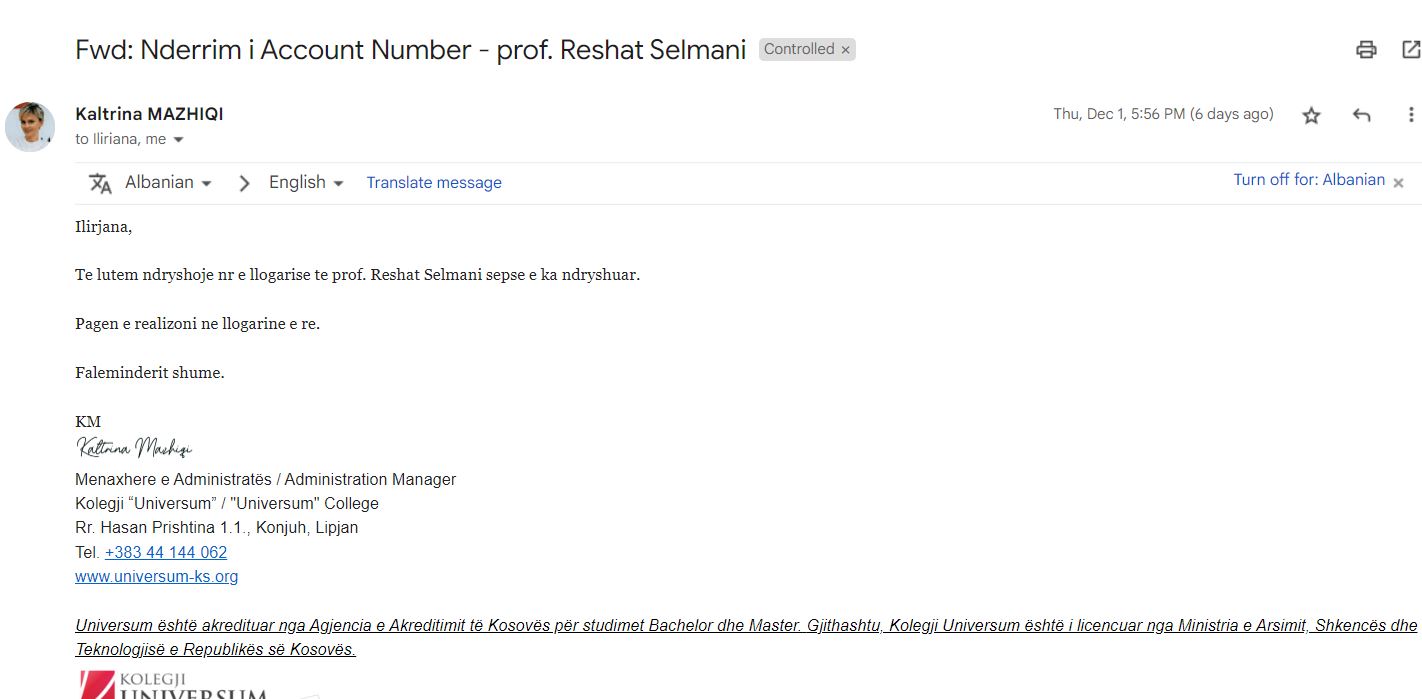 Fwd: Nderrim i Account Number - prof. Reshat Selmani Controlled ×
Kaltrina MAZHIQI
Thu, Dec 1, 5:56 PM (6 days ago)
to Iliriana, me
Albanian > English Translate message
Turn off for: Albanian ×
Ilirjana,
Te lutem ndryshoje nr e llogarise te prof. Reshat Selmani sepse e ka ndryshuar.
Pagen e realizoni ne llogarine e re.
Faleminderit shume.
KM
Kaltrina Mazhiqi
Menaxhere e Administratës / Administration Manager
Kolegji “Universum” / "Universum" College
Rr. Hasan Prishtina 1.1., Konjuh, Lipjan
Tel. +383 44 144 062
www.universum-ks.org
Universum është akredituar nga Agjencia e Akreditimit të Kosovës për studimet Bachelor dhe Master. Gjithashtu, Kolegji Universum është i licencuar nga Ministria e Arsimit, Shkencës dhe
Teknologjisë e Republikës së Kosovës.
KOLEGJI
UNIVERSUM